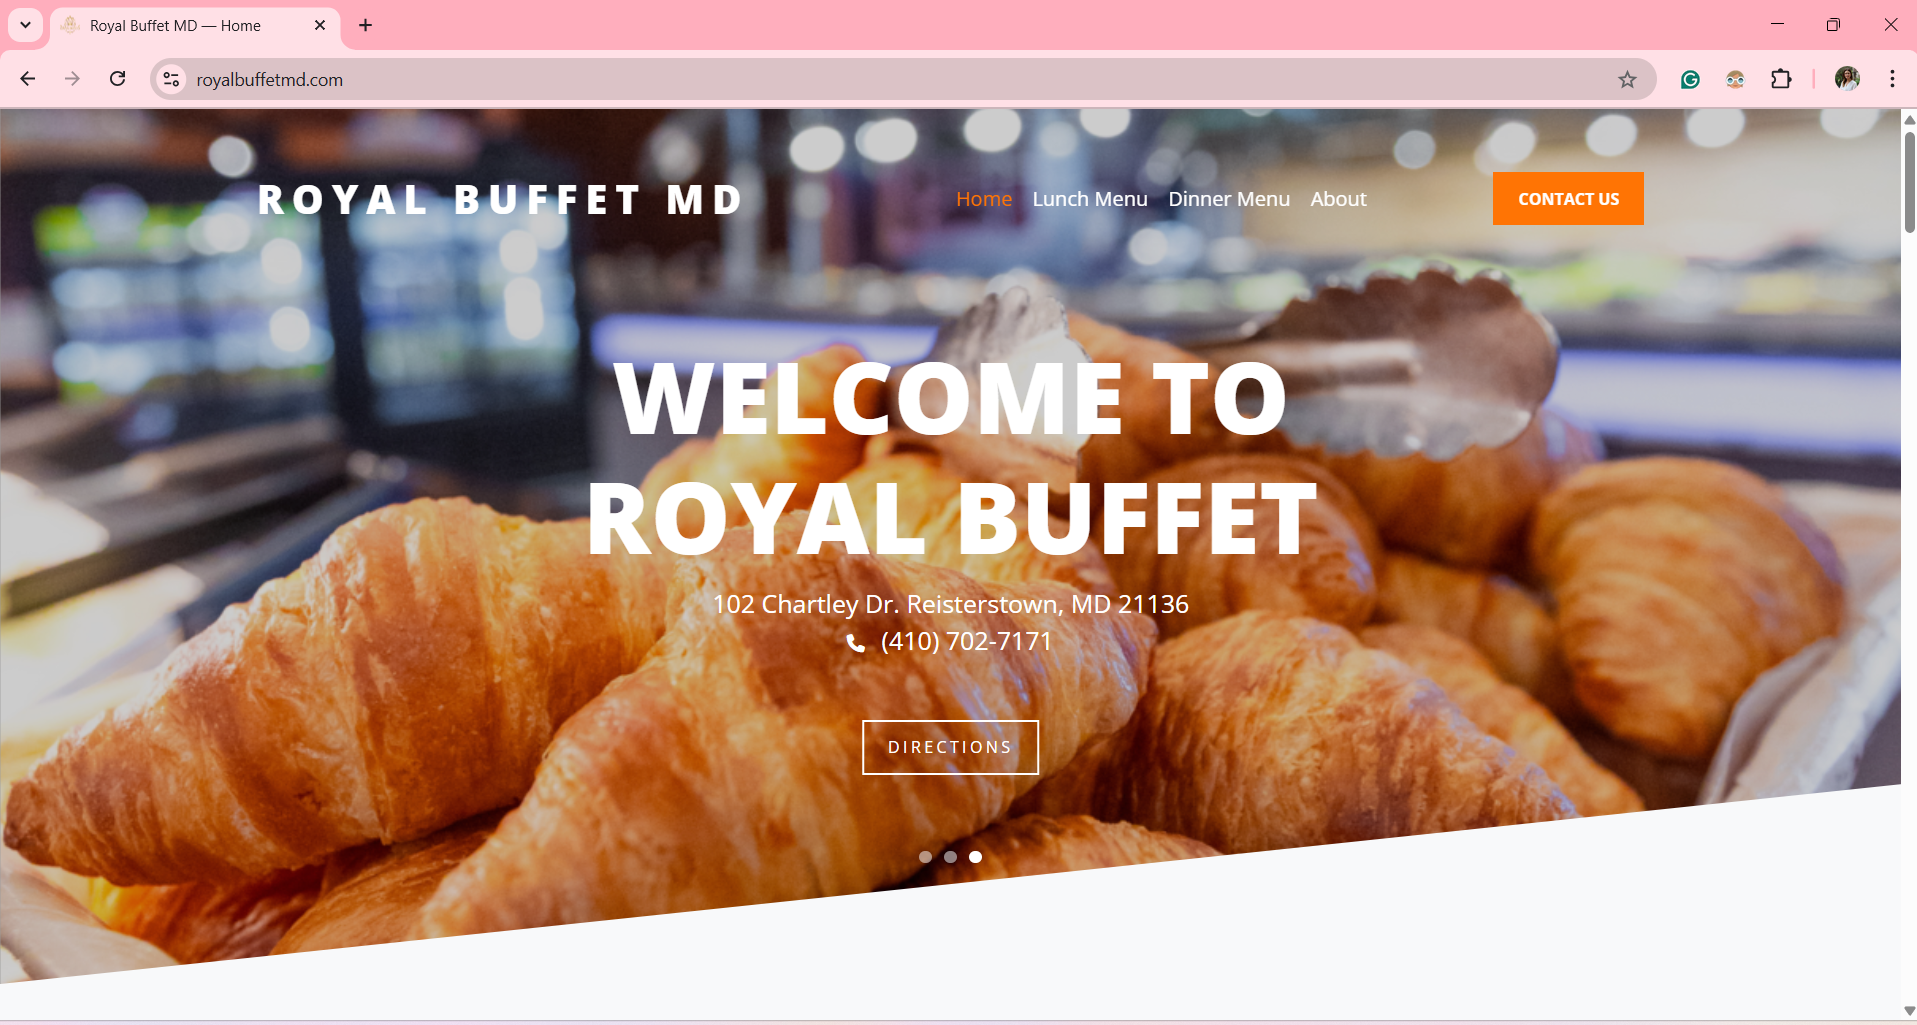 Royal Buffet MD — Home
royalbuffetmd.com
ROYAL BUFFET MD
Home Lunch Menu Dinner Menu About
CONTACT US
WELCOME TO
ROYAL BUFFET
102 Chartley Dr. Reisterstown, MD 21136
(410) 702-7171
DIRECTIONS